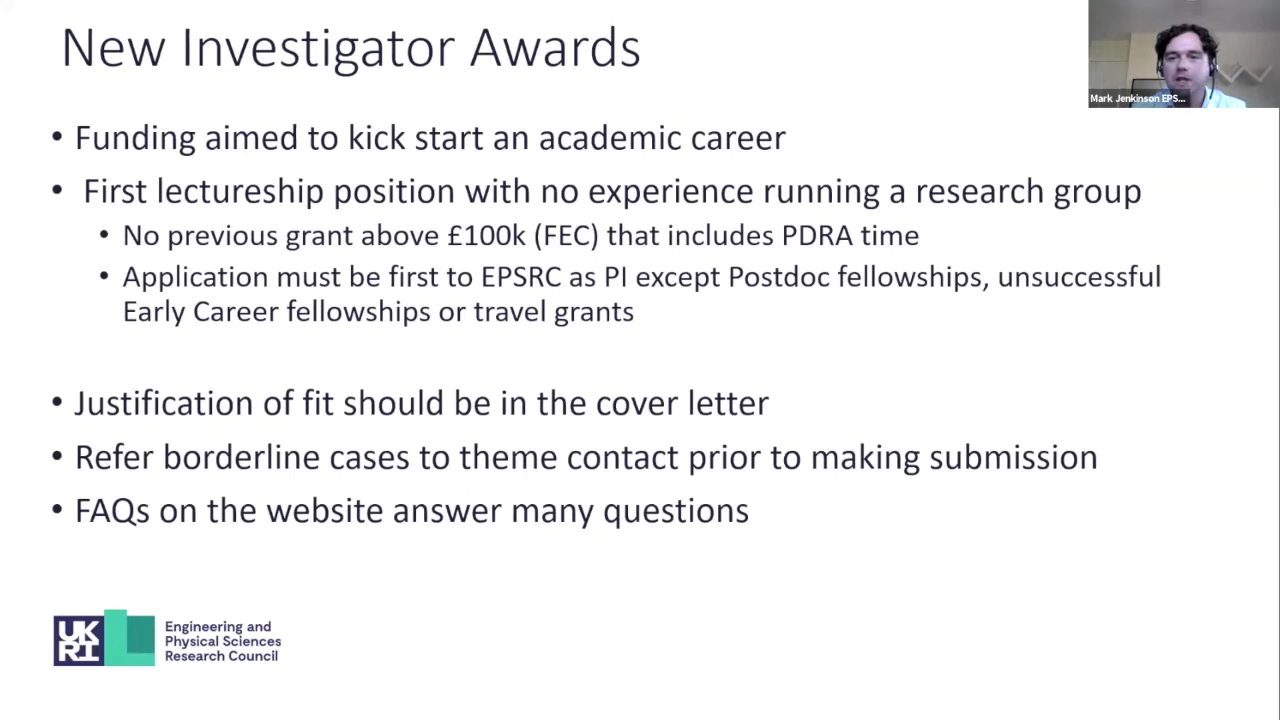 New Investigator Awards
Mark Jenkinson EPS...
• Funding aimed to kick start an academic career
• First lectureship position with no experience running a research group
• No previous grant above £100k (FEC) that includes PDRA time
• Application must be first to EPSRC as PI except Postdoc fellowships, unsuccessful
Early Career fellowships or travel grants
• Justification of fit should be in the cover letter
• Refer borderline cases to theme contact prior to making submission
• FAQs on the website answer many questions
UK
RI
Engineering and
Physical Sciences
Research Council